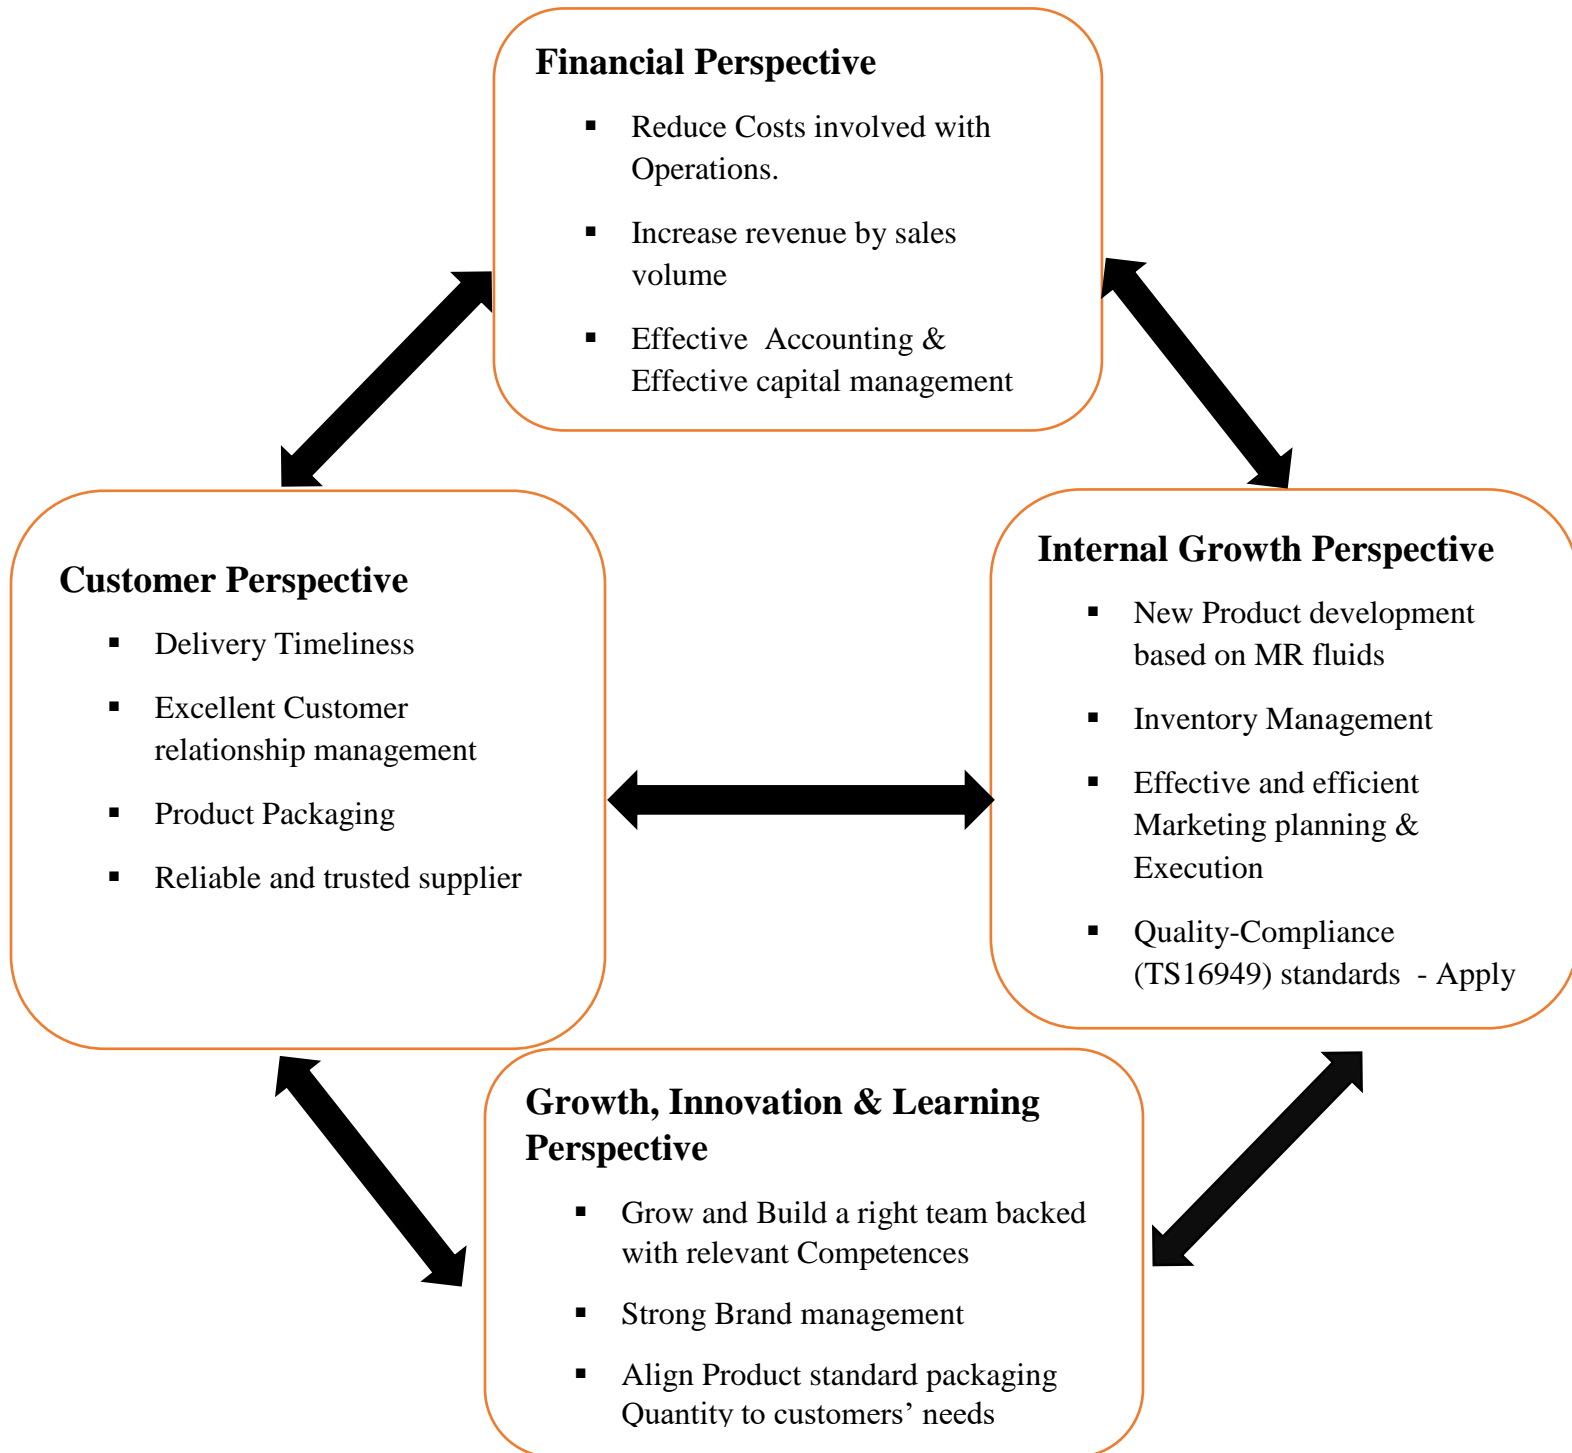 Financial Perspective
▪ Reduce Costs involved with
Operations.
▪ Increase revenue by sales
volume
▪ Effective  Accounting &
Effective capital management
Customer Perspective
▪ Delivery Timeliness
▪ Excellent Customer
relationship management
▪ Product Packaging
▪ Reliable and trusted supplier
Internal Growth Perspective
▪ New Product development
based on MR fluids
▪ Inventory Management
▪ Effective and efficient
Marketing planning &
Execution
▪ Quality-Compliance
(TS16949) standards  - Apply
Growth, Innovation & Learning
Perspective
▪ Grow and Build a right team backed
with relevant Competences
▪ Strong Brand management
▪ Align Product standard packaging
Quantity to customers’ needs